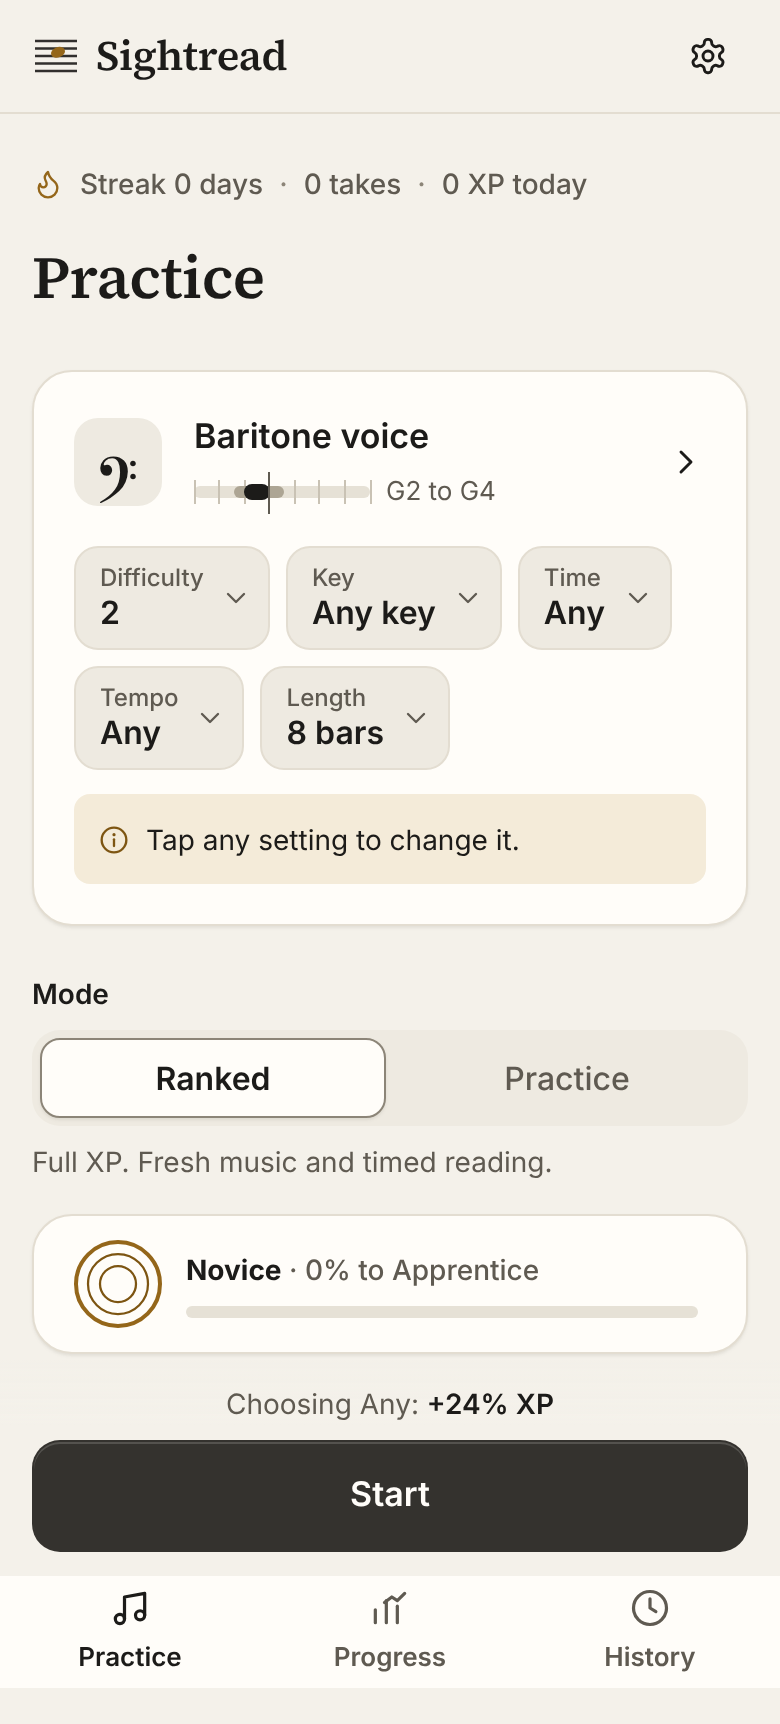 Sightread
Streak 0 days · 0 takes · 0 XP today
Practice
Baritone voice
G2 to G4
Difficulty
2
Key
Any key
Time
Any
Tempo
Any
Length
8 bars
Tap any setting to change it.
Mode
Ranked
Practice
Full XP. Fresh music and timed reading.
Novice · 0% to Apprentice
Choosing Any: +24% XP
Start
Practice
Progress
History